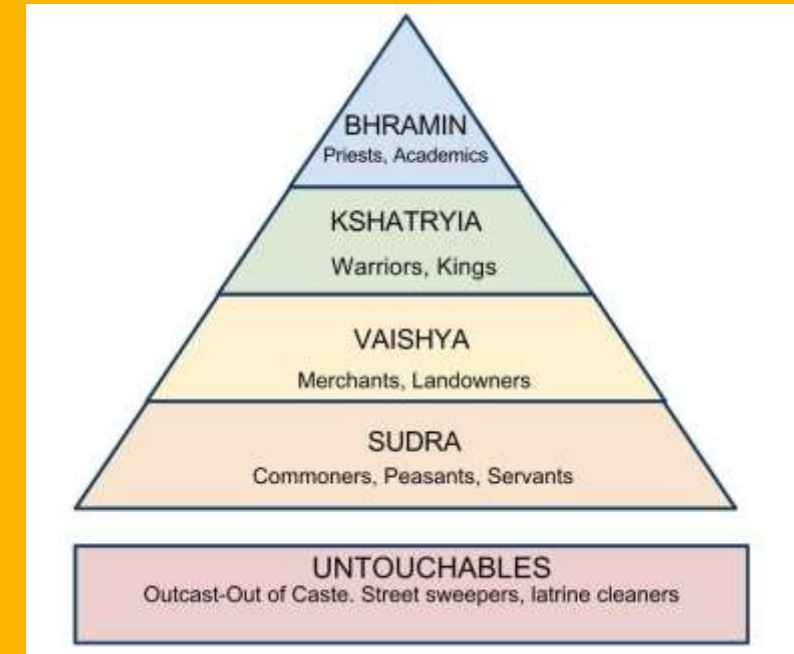 BHRAMIN
Priests, Academics
KSHATRYIA
Warriors, Kings
VAISHYA
Merchants, Landowners
SUDRA
Commoners, Peasants, Servants
UNTOUCHABLES
Outcast-Out of Caste. Street sweepers, latrine cleaners